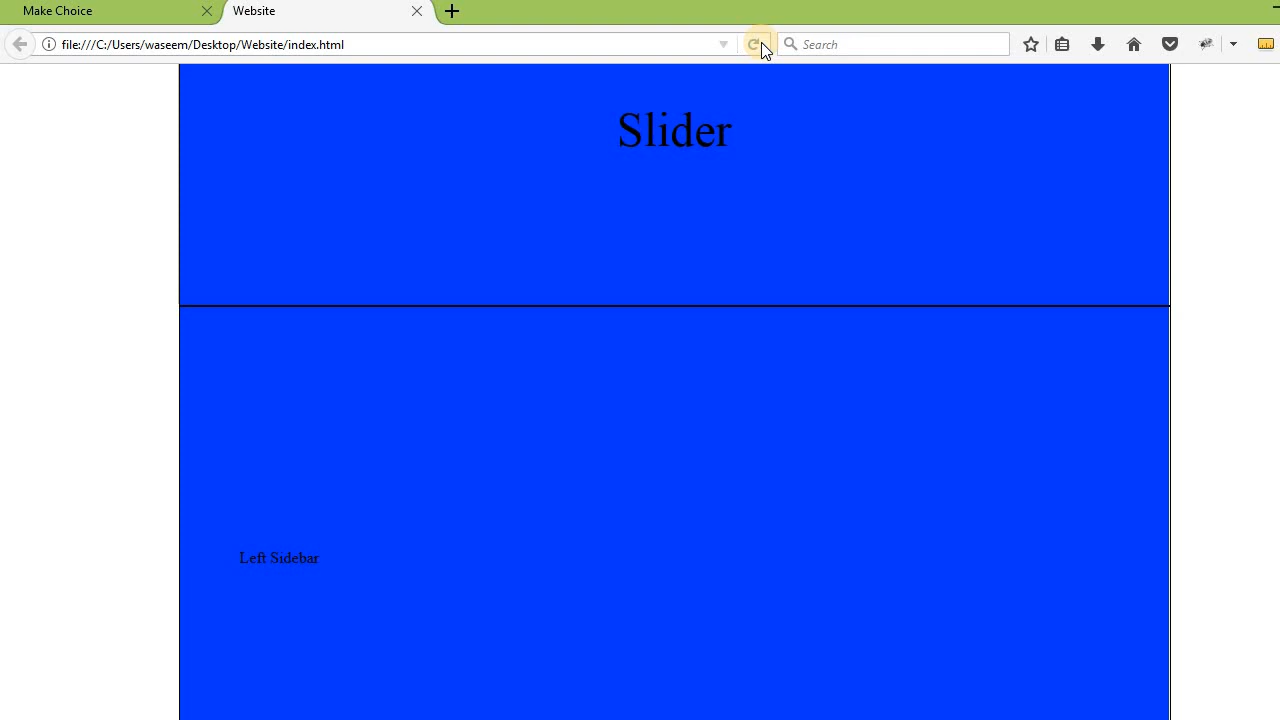 Make Choice
Website
file:///C:/Users/waseem/Desktop/Website/index.html
Search
Slider
Left Sidebar